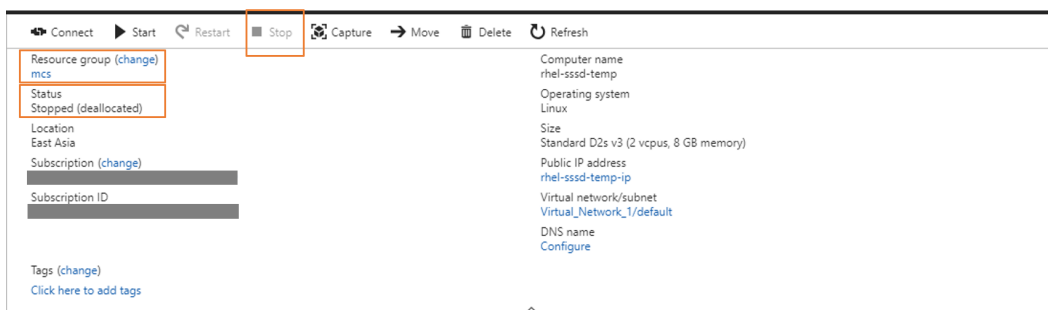 Connect Start Restart Stop Capture Move Delete Refresh
Resource group (change)
mcs
Status
Stopped (deallocated)
Location
East Asia
Subscription (change)
Subscription ID
Tags (change)
Click here to add tags
Computer name
rhel-sssd-temp
Operating system
Linux
Size
Standard D2s v3 (2 vcpus, 8 GB memory)
Public IP address
rhel-sssd-temp-ip
Virtual network/subnet
Virtual_Network_1/default
DNS name
Configure